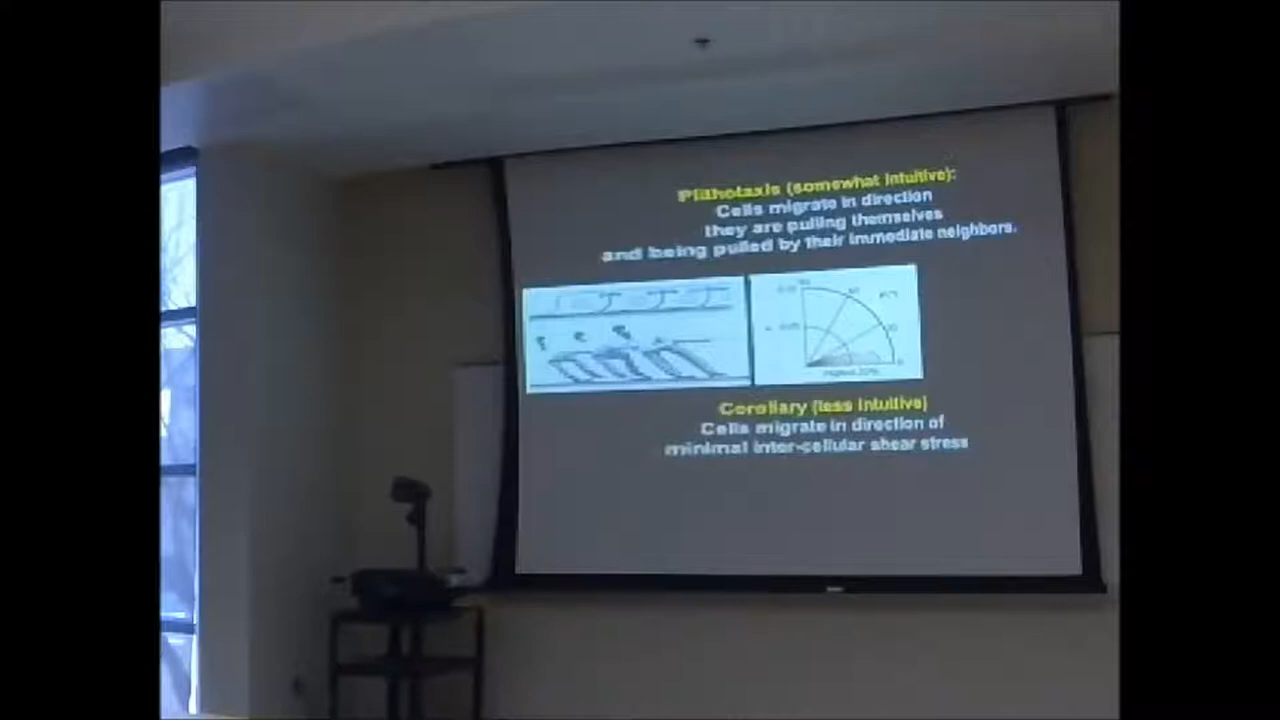 Plithotaxis (somewhat intuitive):
Cells migrate in direction
they are pulling themselves
and being pulled by their immediate neighbors.
Corollary (less intuitive)
Cells migrate in direction of
minimal inter-cellular shear stress